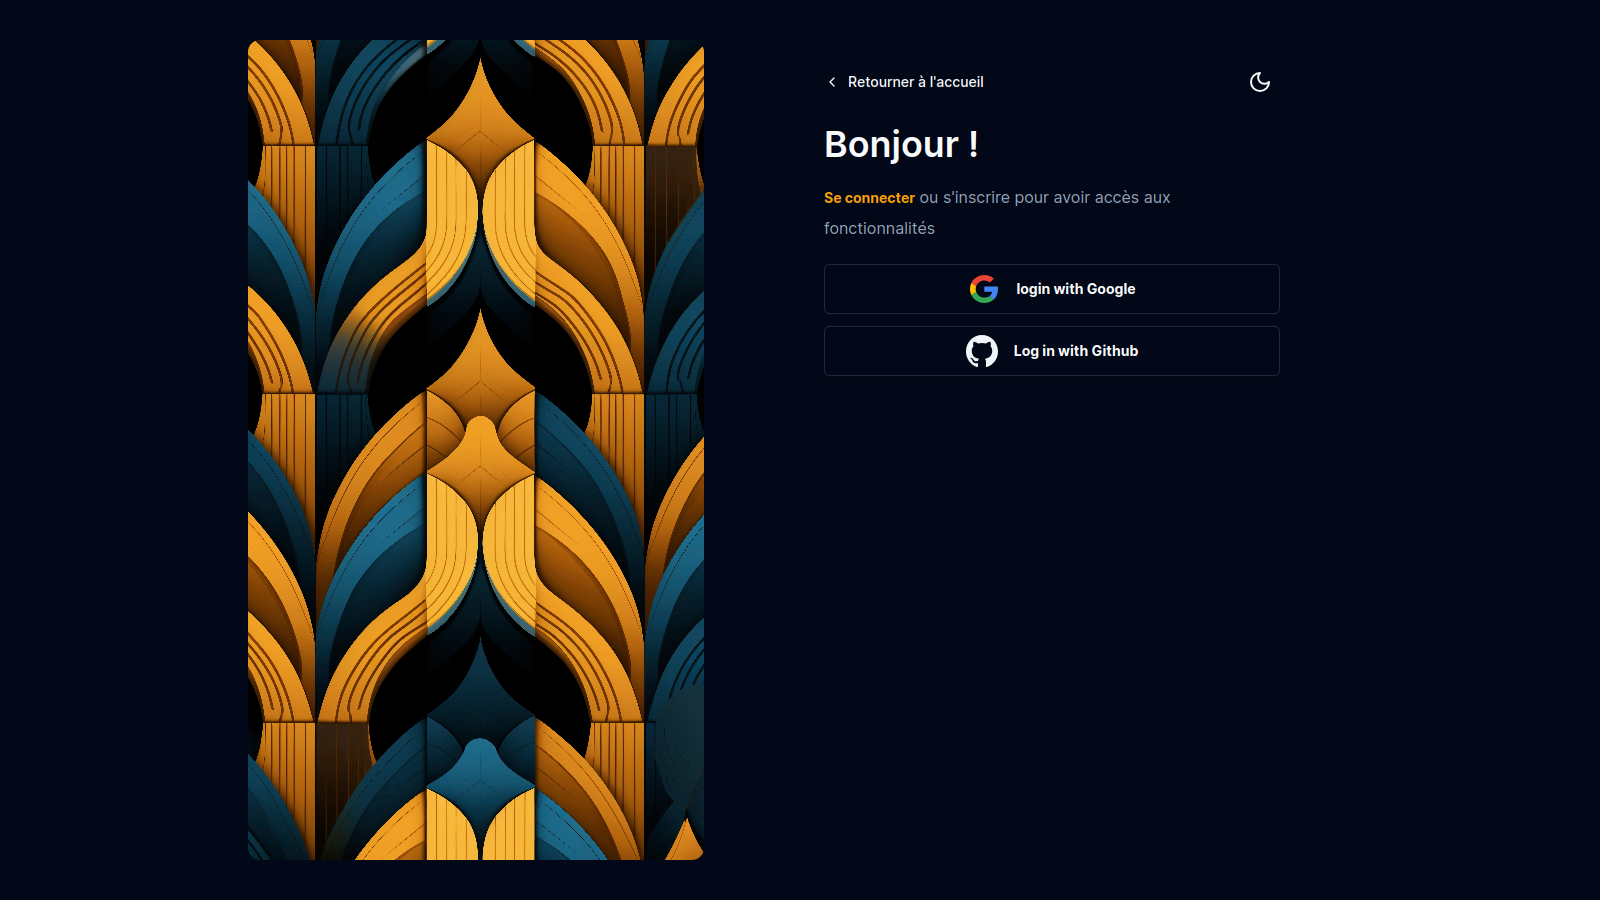 Retourner à l'accueil
Bonjour !
Se connecter ou s'inscrire pour avoir accès aux
fonctionnalités
login with Google
Log in with Github